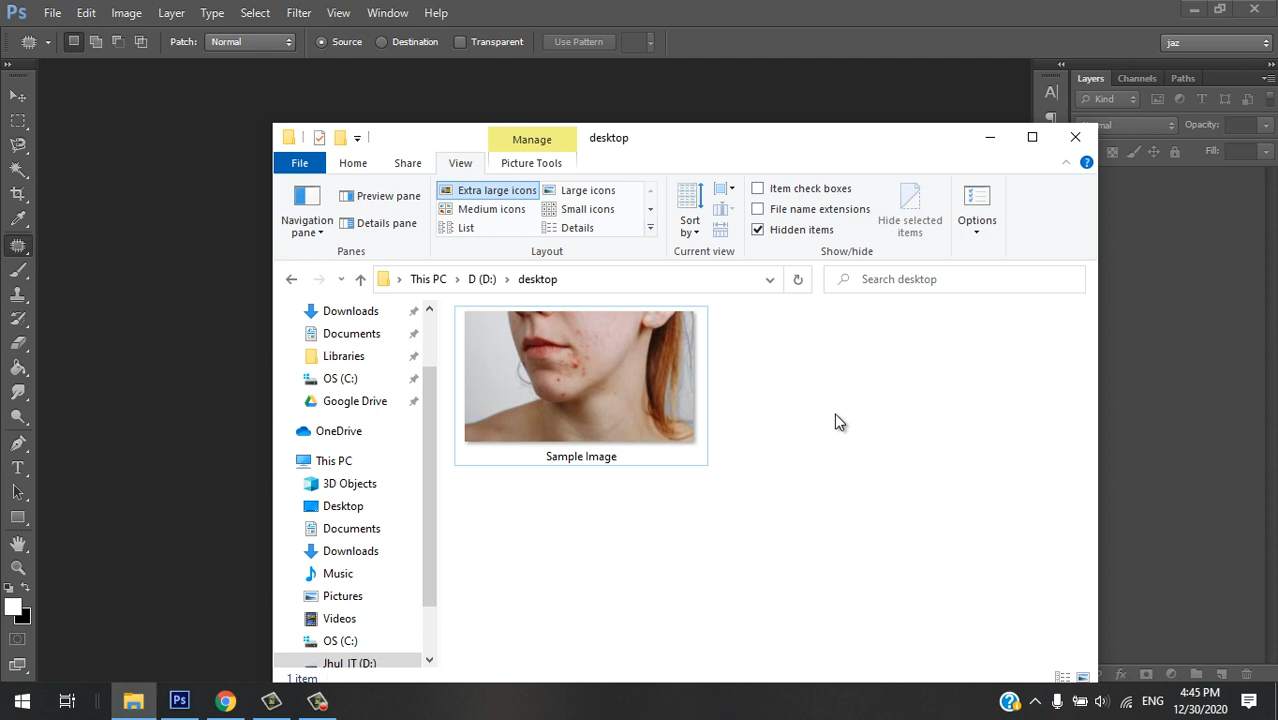 Ps File Edit Image Layer Type Select Filter View Window Help
Patch: Normal Source Destination Transparent Use Pattern jaz
Layers Channels Paths
Kind
Normal Opacity:
Fill:
Manage desktop
File Home Share View Picture Tools
Navigation pane
Preview pane
Details pane
Panes
Extra large icons Large icons
Medium icons Small icons
List Details
Layout
Sort by
Current view
Item check boxes
File name extensions
Hidden items
Hide selected items
Show/hide
Options
This PC D (D:) desktop Search desktop
Downloads
Documents
Libraries
OS (C:)
Google Drive
OneDrive
This PC
3D Objects
Desktop
Documents
Downloads
Music
Pictures
Videos
OS (C:)
Jhul_IT (D:)
Sample Image
1 item
Ps ENG 4:45 PM
12/30/2020